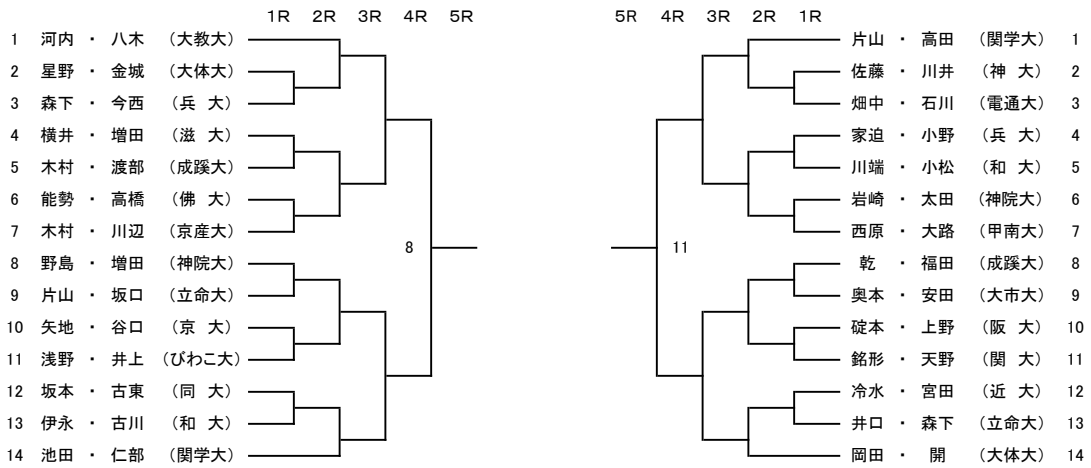 1R 2R 3R 4R 5R
1 河内 ・ 八木 (大教大)
2 星野 ・ 金城 (大体大)
3 森下 ・ 今西 (兵 大)
4 横井 ・ 増田 (滋 大)
5 木村 ・ 渡部 (成蹊大)
6 能勢 ・ 高橋 (佛 大)
7 木村 ・ 川辺 (京産大)
8 野島 ・ 増田 (神院大)
9 片山 ・ 坂口 (立命大)
10 矢地 ・ 谷口 (京 大)
11 浅野 ・ 井上 (びわこ大)
12 坂本 ・ 古東 (同 大)
13 伊永 ・ 古川 (和 大)
14 池田 ・ 仁部 (関学大)
8
5R 4R 3R 2R 1R
片山 ・ 高田 (関学大) 1
佐藤 ・ 川井 (神 大) 2
畑中 ・ 石川 (電通大) 3
家迫 ・ 小野 (兵 大) 4
川端 ・ 小松 (和 大) 5
岩崎 ・ 太田 (神院大) 6
西原 ・ 大路 (甲南大) 7
乾 ・ 福田 (成蹊大) 8
奥本 ・ 安田 (大市大) 9
碇本 ・ 上野 (阪 大) 10
銘形 ・ 天野 (関 大) 11
冷水 ・ 宮田 (近 大) 12
井口 ・ 森下 (立命大) 13
岡田 ・ 開 (大体大) 14
11